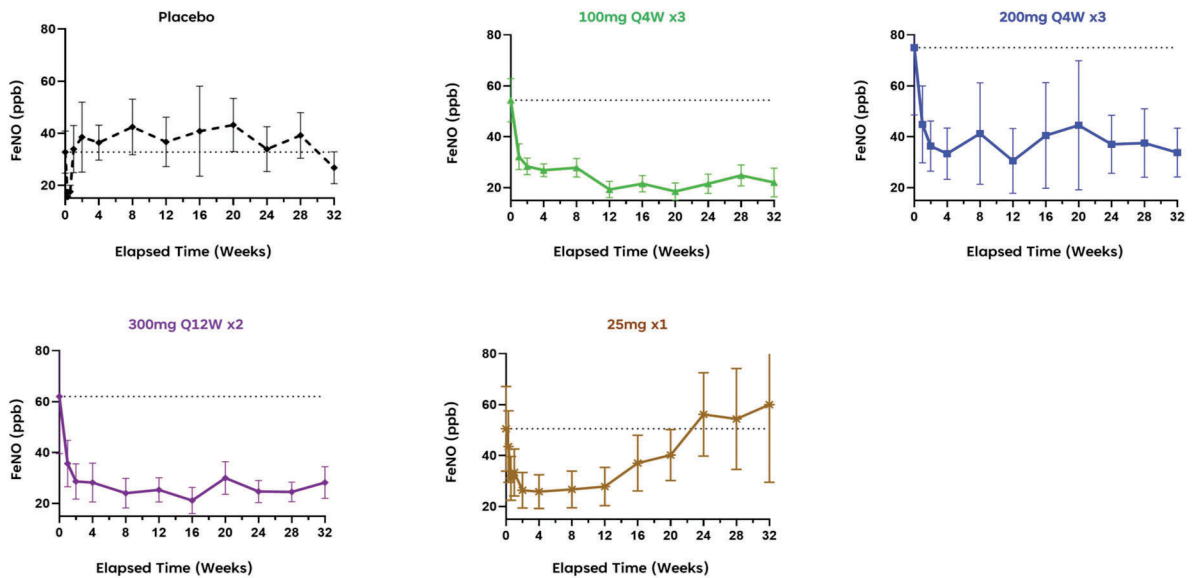 Placebo
100mg Q4W x3
200mg Q4W x3
80
60
40
20
FeNO (ppb)
0 4 8 12 16 20 24 28 32
Elapsed Time (Weeks)
80
60
40
20
FeNO (ppb)
0 4 8 12 16 20 24 28 32
Elapsed Time (Weeks)
80
60
40
20
FeNO (ppb)
0 4 8 12 16 20 24 28 32
Elapsed Time (Weeks)
300mg Q12W x2
25mg x1
80
60
40
20
FeNO (ppb)
0 4 8 12 16 20 24 28 32
Elapsed Time (Weeks)
80
60
40
20
FeNO (ppb)
0 4 8 12 16 20 24 28 32
Elapsed Time (Weeks)